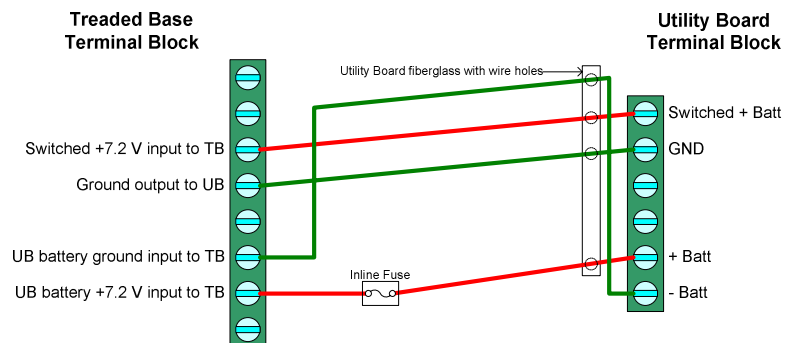 Treaded Base
Terminal Block
Utility Board
Terminal Block
Utility Board fiberglass with wire holes
Switched + Batt
Switched +7.2 V input to TB
GND
Ground output to UB
UB battery ground input to TB
+ Batt
Inline Fuse
UB battery +7.2 V input to TB
- Batt